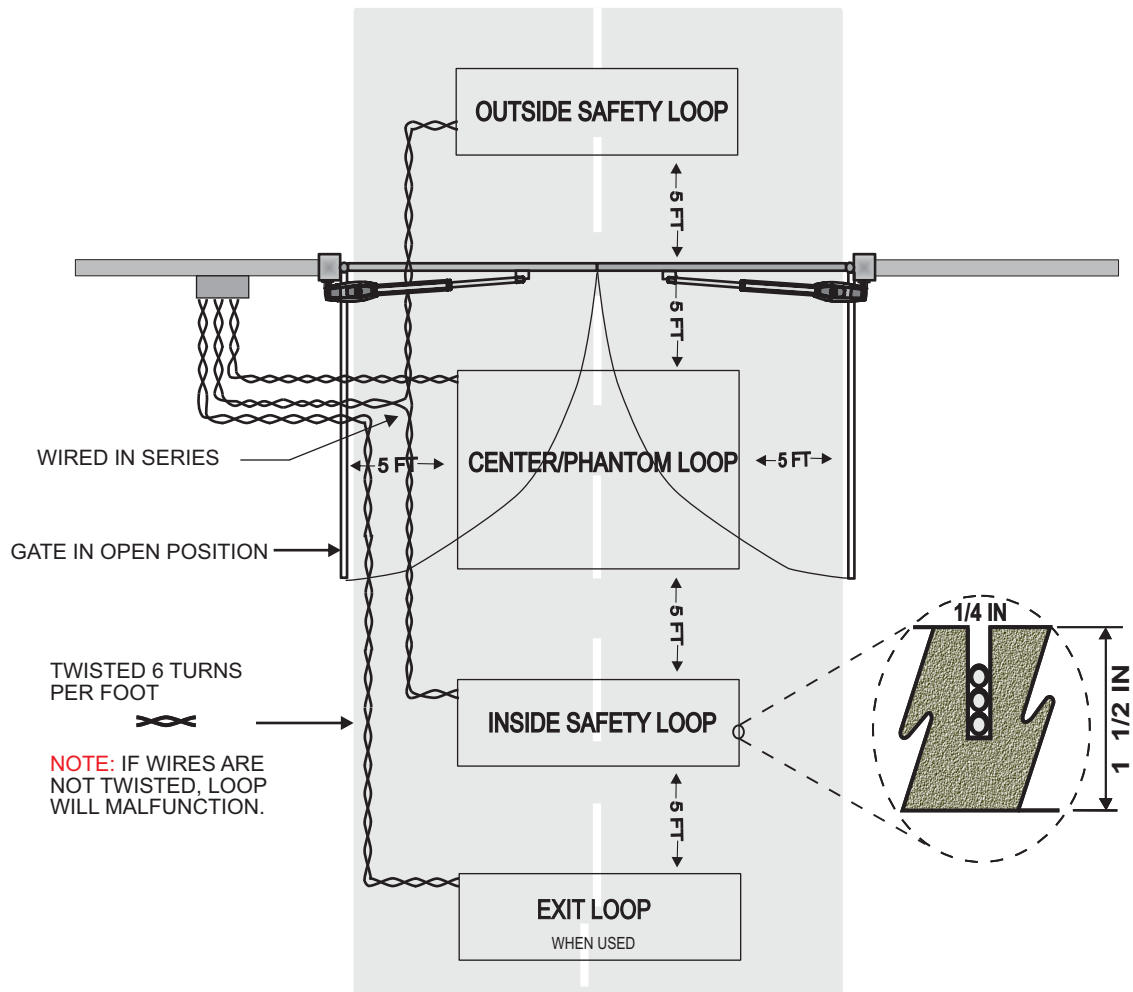 OUTSIDE SAFETY LOOP
5 FT
5 FT
WIRED IN SERIES
5 FT
CENTER/PHANTOM LOOP
5 FT
GATE IN OPEN POSITION
5 FT
1/4 IN
1 1/2 IN
TWISTED 6 TURNS
PER FOOT
INSIDE SAFETY LOOP
NOTE: IF WIRES ARE
NOT TWISTED, LOOP
WILL MALFUNCTION.
5 FT
EXIT LOOP
WHEN USED